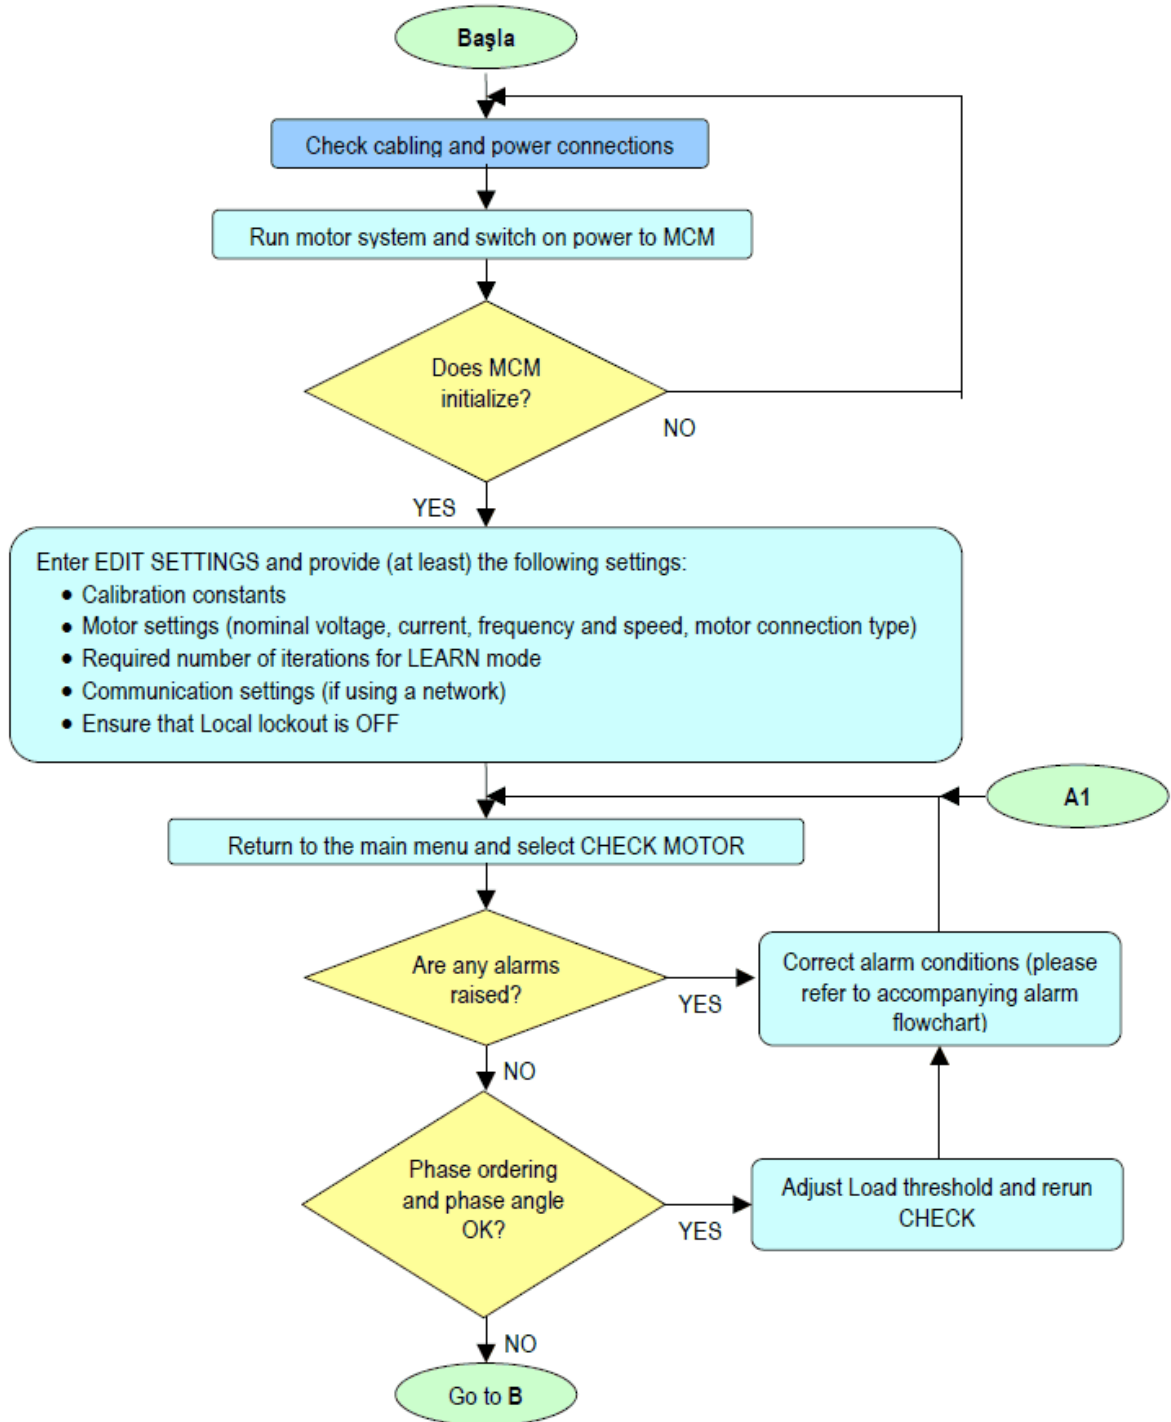 Başla
Check cabling and power connections
Run motor system and switch on power to MCM
Does MCM
initialize?
NO
YES
Enter EDIT SETTINGS and provide (at least) the following settings:
• Calibration constants
• Motor settings (nominal voltage, current, frequency and speed, motor connection type)
• Required number of iterations for LEARN mode
• Communication settings (if using a network)
• Ensure that Local lockout is OFF
A1
Return to the main menu and select CHECK MOTOR
Are any alarms
raised?
YES
Correct alarm conditions (please
refer to accompanying alarm
flowchart)
NO
Phase ordering
and phase angle
OK?
YES
Adjust Load threshold and rerun
CHECK
NO
Go to B